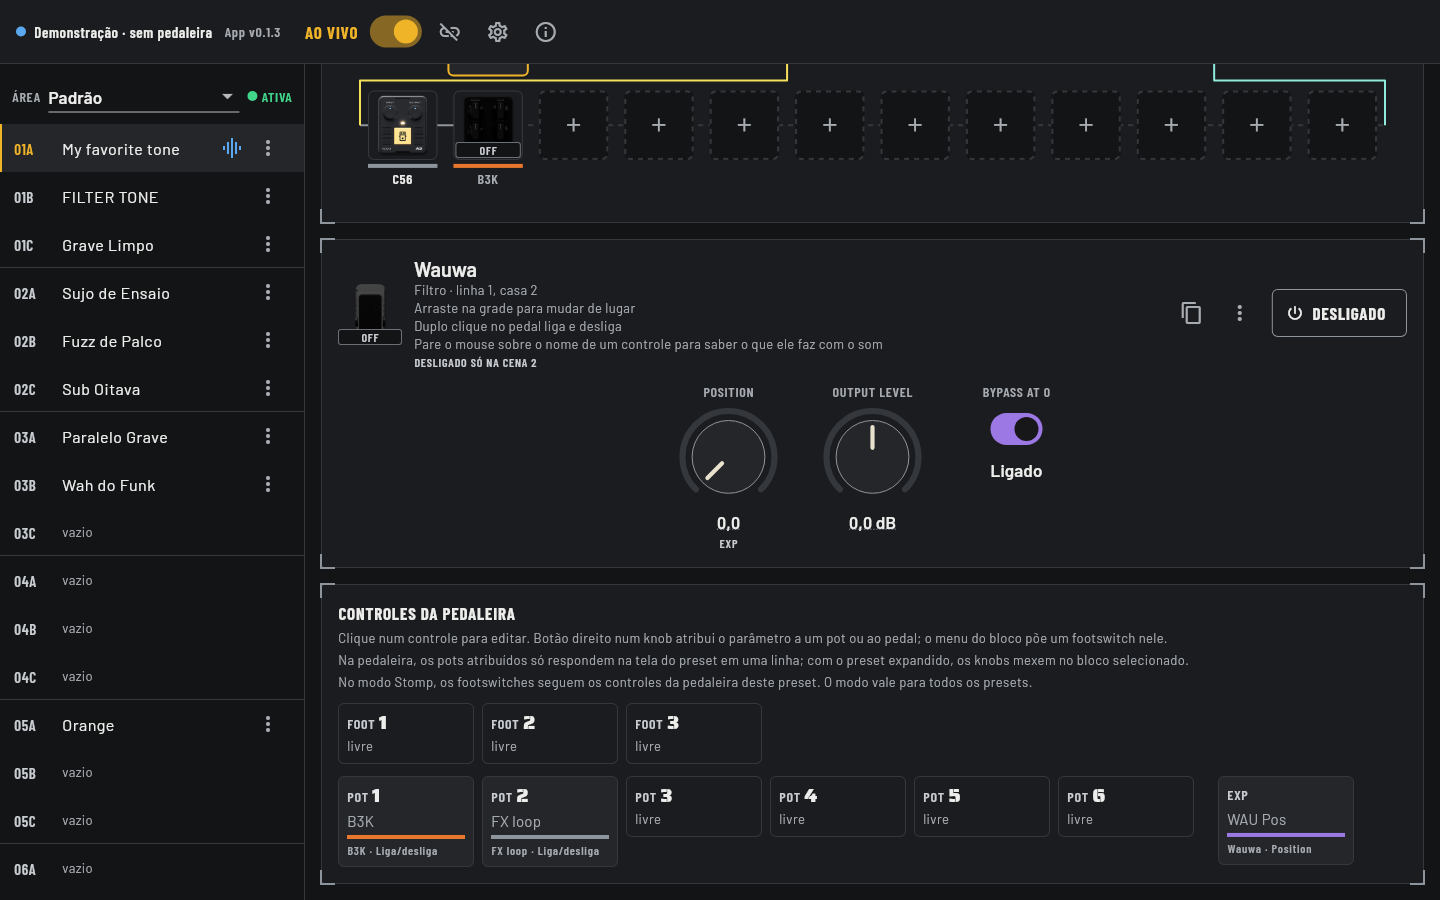 Demonstração · sem pedaleira App v0.1.3 AO VIVO
ÁREA Padrão ATIVA
01A My favorite tone
01B FILTER TONE
01C Grave Limpo
02A Sujo de Ensaio
02B Fuzz de Palco
02C Sub Oitava
03A Paralelo Grave
03B Wah do Funk
03C vazio
04A vazio
04B vazio
04C vazio
05A Orange
05B vazio
05C vazio
06A vazio
OFF
C56 B3K
Wauwa
Filtro · linha 1, casa 2
Arraste na grade para mudar de lugar
Duplo clique no pedal liga e desliga
Pare o mouse sobre o nome de um controle para saber o que ele faz com o som
DESLIGADO SÓ NA CENA 2
OFF
DESLIGADO
POSITION OUTPUT LEVEL BYPASS AT 0
Ligado
0,0 0,0 dB
EXP
CONTROLES DA PEDALEIRA
Clique num controle para editar. Botão direito num knob atribui o parâmetro a um pot ou ao pedal; o menu do bloco põe um footswitch nele.
Na pedaleira, os pots atribuídos só respondem na tela do preset em uma linha; com o preset expandido, os knobs mexem no bloco selecionado.
No modo Stomp, os footswitches seguem os controles da pedaleira deste preset. O modo vale para todos os presets.
FOOT 1 FOOT 2 FOOT 3
livre livre livre
POT 1 POT 2 POT 3 POT 4 POT 5 POT 6 EXP
B3K FX loop livre livre livre livre WAU Pos
B3K · Liga/desliga FX loop · Liga/desliga Wauwa · Position